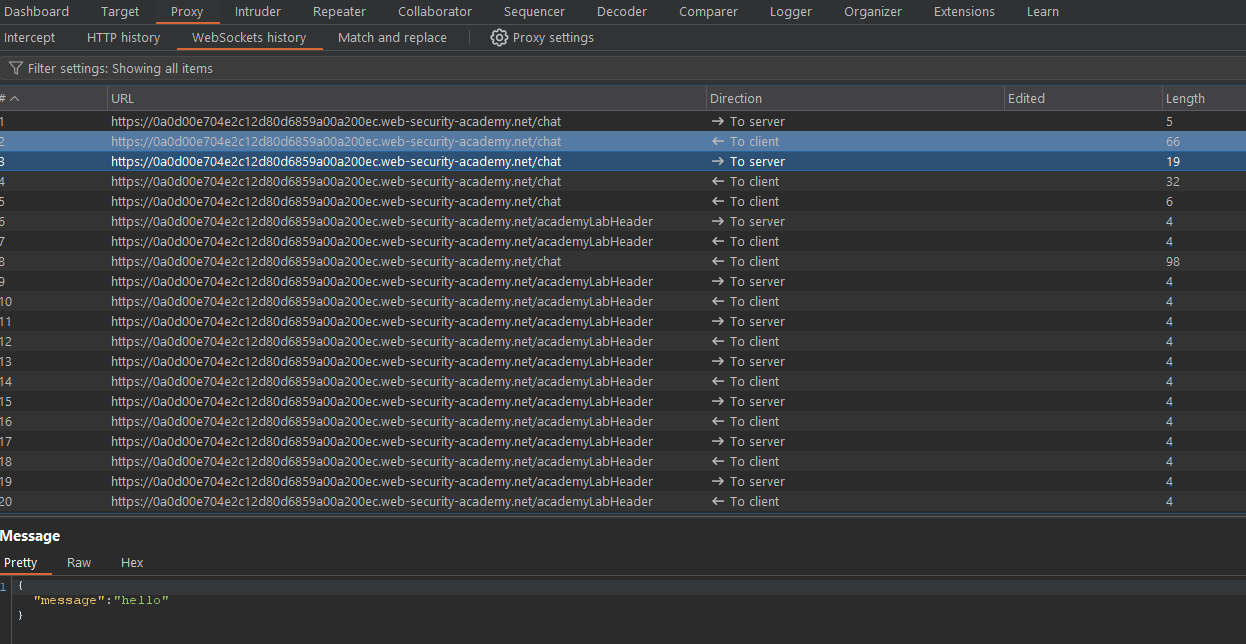 Dashboard Target Proxy Intruder Repeater Collaborator Sequencer Decoder Comparer Logger Organizer Extensions Learn
Intercept HTTP history WebSockets history Match and replace Proxy settings
Filter settings: Showing all items
# URL Direction Edited Length
1 https://0a0d00e704e2c12d80d6859a00a200ec.web-security-academy.net/chat → To server 5
2 https://0a0d00e704e2c12d80d6859a00a200ec.web-security-academy.net/chat ← To client 66
3 https://0a0d00e704e2c12d80d6859a00a200ec.web-security-academy.net/chat → To server 19
4 https://0a0d00e704e2c12d80d6859a00a200ec.web-security-academy.net/chat ← To client 32
5 https://0a0d00e704e2c12d80d6859a00a200ec.web-security-academy.net/chat ← To client 6
6 https://0a0d00e704e2c12d80d6859a00a200ec.web-security-academy.net/academyLabHeader → To server 4
7 https://0a0d00e704e2c12d80d6859a00a200ec.web-security-academy.net/academyLabHeader ← To client 4
8 https://0a0d00e704e2c12d80d6859a00a200ec.web-security-academy.net/chat ← To client 98
9 https://0a0d00e704e2c12d80d6859a00a200ec.web-security-academy.net/academyLabHeader → To server 4
10 https://0a0d00e704e2c12d80d6859a00a200ec.web-security-academy.net/academyLabHeader ← To client 4
11 https://0a0d00e704e2c12d80d6859a00a200ec.web-security-academy.net/academyLabHeader → To server 4
12 https://0a0d00e704e2c12d80d6859a00a200ec.web-security-academy.net/academyLabHeader ← To client 4
13 https://0a0d00e704e2c12d80d6859a00a200ec.web-security-academy.net/academyLabHeader → To server 4
14 https://0a0d00e704e2c12d80d6859a00a200ec.web-security-academy.net/academyLabHeader ← To client 4
15 https://0a0d00e704e2c12d80d6859a00a200ec.web-security-academy.net/academyLabHeader → To server 4
16 https://0a0d00e704e2c12d80d6859a00a200ec.web-security-academy.net/academyLabHeader ← To client 4
17 https://0a0d00e704e2c12d80d6859a00a200ec.web-security-academy.net/academyLabHeader → To server 4
18 https://0a0d00e704e2c12d80d6859a00a200ec.web-security-academy.net/academyLabHeader ← To client 4
19 https://0a0d00e704e2c12d80d6859a00a200ec.web-security-academy.net/academyLabHeader → To server 4
20 https://0a0d00e704e2c12d80d6859a00a200ec.web-security-academy.net/academyLabHeader ← To client 4
Message
Pretty Raw Hex
1 {
"message":"hello"
}